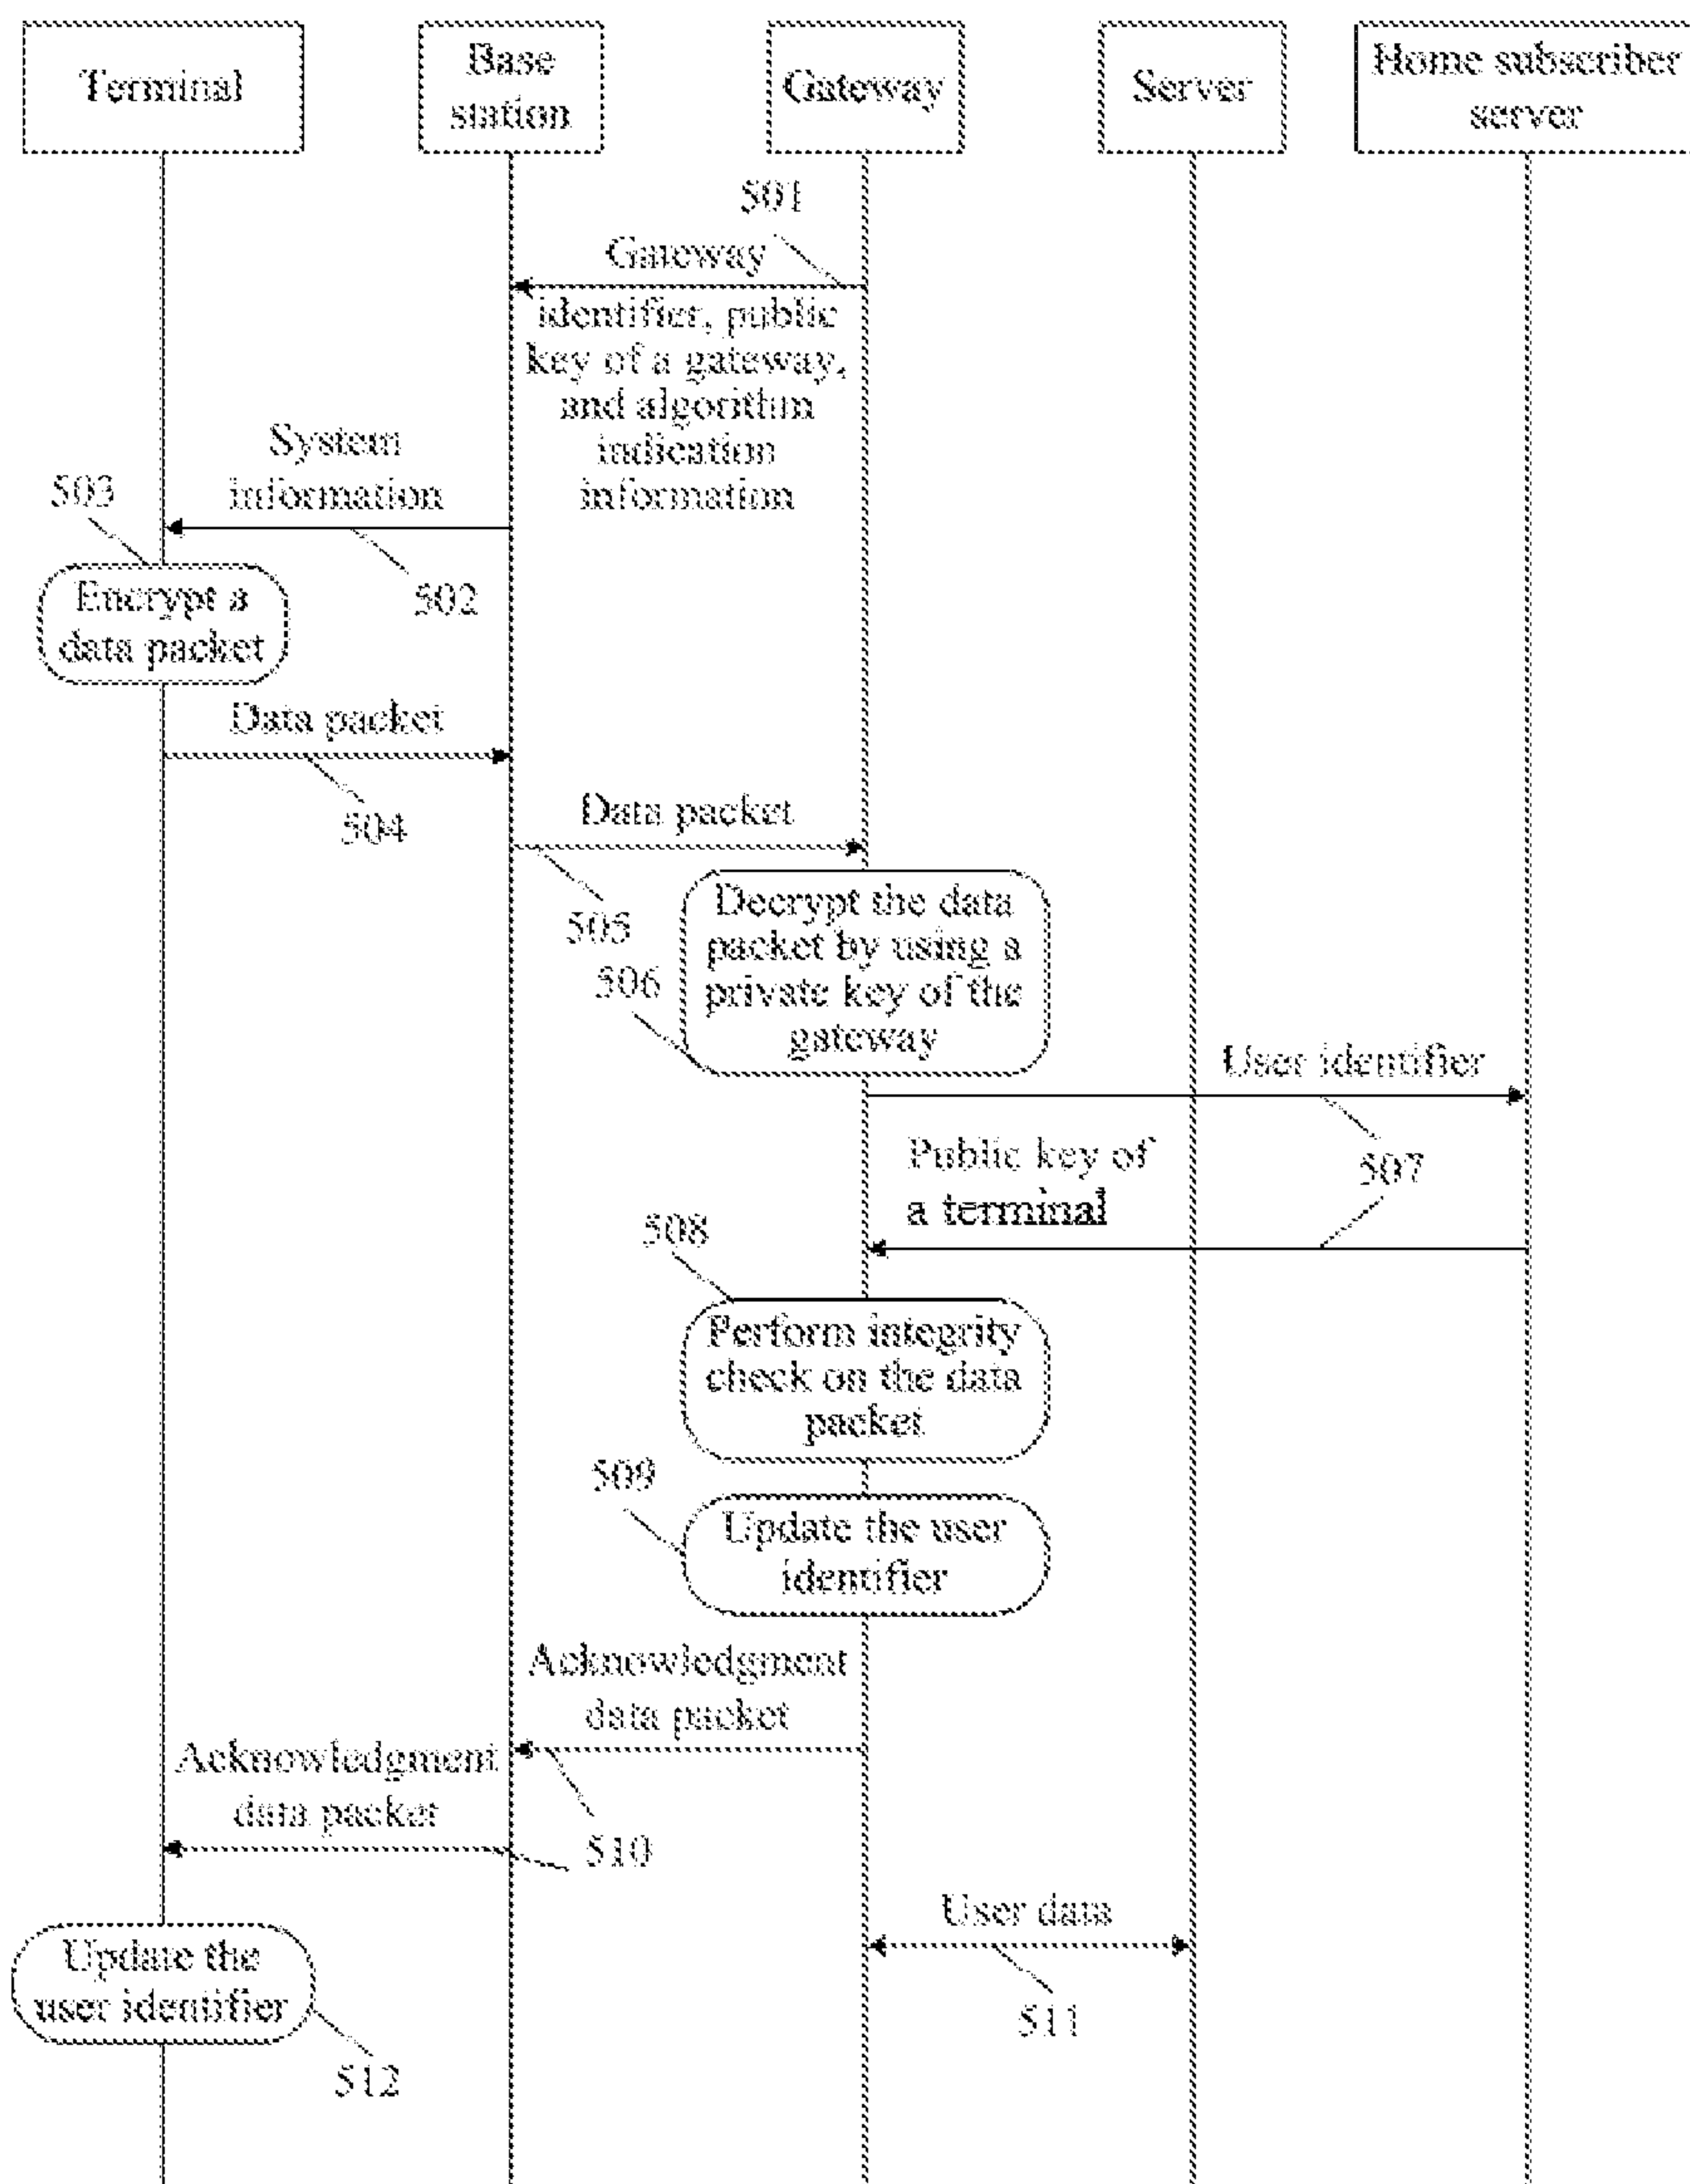 Terminal
Base
station
Gateway
Server
Home subscriber
server
501
Gateway
identifier, public
key of a gateway,
and algorithm
indication
information
System
information
503
502
Encrypt a
data packet
Data packet
504
Data packet
505
Decrypt the data
packet by using a
private key of the
gateway
506
User identifier
507
Public key of
a terminal
508
Perform integrity
check on the data
packet
509
Update the user
identifier
Acknowledgment
data packet
Acknowledgment
data packet
510
User data
511
Update the
user identifier
512